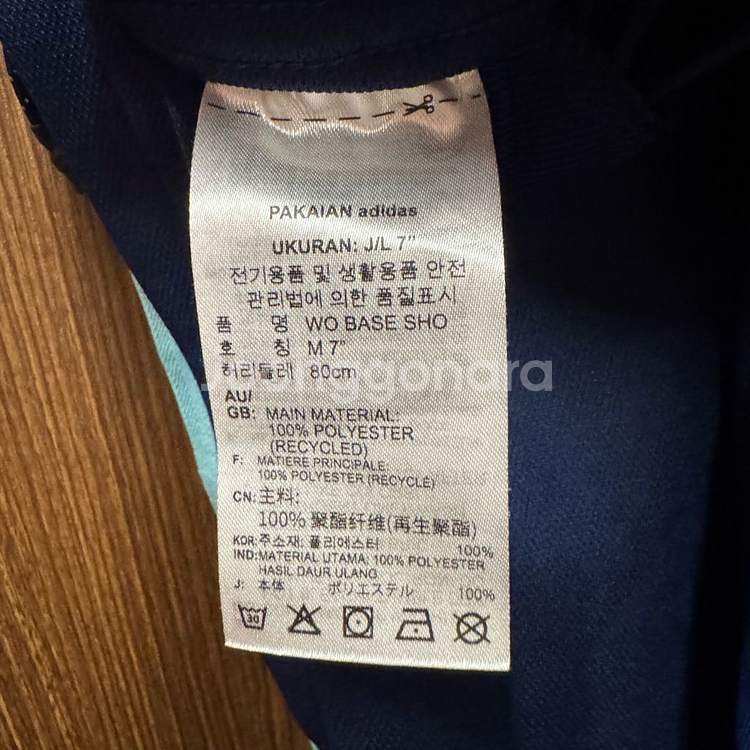 PAKAIAN adidas
UKURAN: J/L 7"
전기용품 및 생활용품 안전
관리법에 의한 품질표시
품 명 WO BASE SHO
호 칭 M 7"
허리둘레 80cm
AU/
GB: MAIN MATERIAL:
100% POLYESTER
(RECYCLED)
F: MATIERE PRINCIPALE:
100% POLYESTER (RECYCLÉ)
CN: 主料:
100% 聚酯纤维(再生聚酯)
KOR: 주소재: 폴리에스터 100%
IND: MATERIAL UTAMA: 100% POLYESTER
HASIL DAUR ULANG
J: 本体 ポリエステル 100%
30